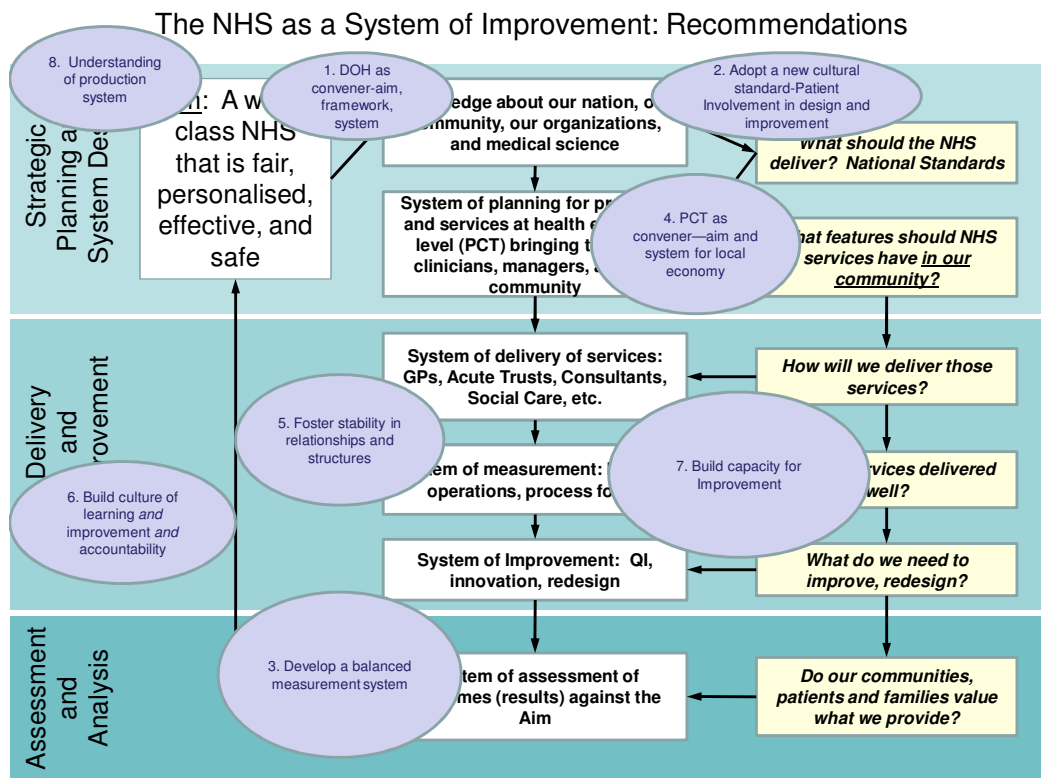 The NHS as a System of Improvement: Recommendations
8. Understanding
of production
system
1. DOH as
convener-aim,
framework,
system
2. Adopt a new cultural
standard-Patient
Involvement in design and
improvement
Strategic
Planning
System
A
class NHS
that is fair,
personalised,
effective, and
safe
about our nation,
our organizations,
and medical science
What should the NHS
deliver? National Standards
System of planning for
and services at health
level (PCT) bringing
clinicians, managers,
community
4. PCT as
convener—aim and
system for local
economy
features should NHS
services have in our
community?
Delivery
and
System of delivery of services:
GPs, Acute Trusts, Consultants,
Social Care, etc.
How will we deliver those
services?
5. Foster stability in
relationships and
structures
of measurement:
operations, process
7. Build capacity for
Improvement
delivered
well?
6. Build culture of
learning and
improvement and
accountability
System of Improvement: QI,
innovation, redesign
What do we need to
improve, redesign?
Assessment
and
Analysis
3. Develop a balanced
measurement system
of assessment of
(results) against the
Aim
Do our communities,
patients and families value
what we provide?